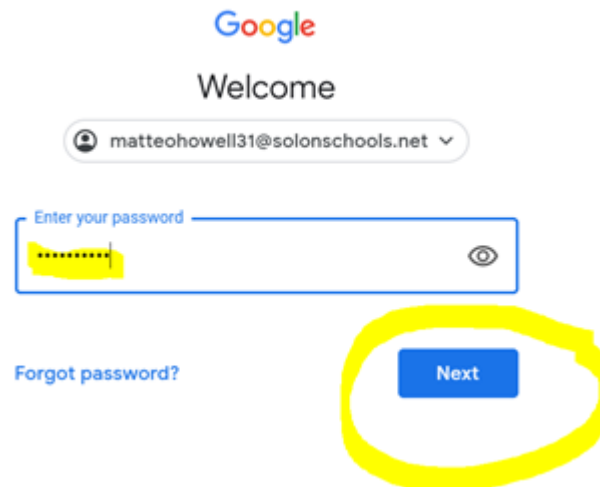 Google
Welcome
matteohowell31@solonschools.net
Enter your password
••••••••••
Forgot password?
Next